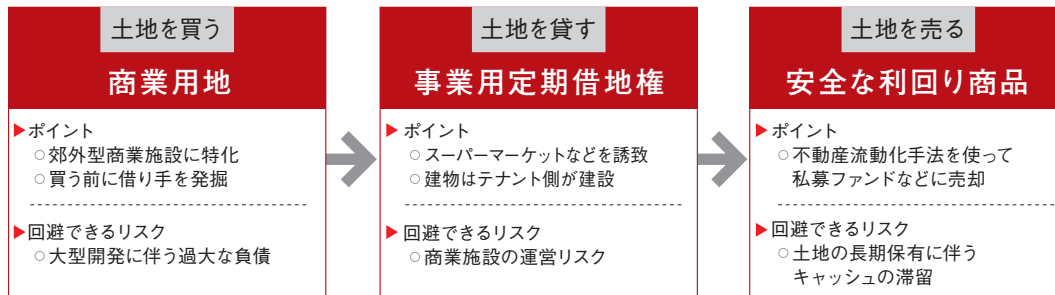 土地を買う
商業用地
▶ポイント
○郊外型商業施設に特化
○買う前に借り手を発掘
▶回避できるリスク
○大型開発に伴う過大な負債
土地を貸す
事業用定期借地権
▶ポイント
○スーパーマーケットなどを誘致
○建物はテナント側が建設
▶回避できるリスク
○商業施設の運営リスク
土地を売る
安全な利回り商品
▶ポイント
○不動産流動化手法を使って
私募ファンドなどに売却
▶回避できるリスク
○土地の長期保有に伴う
キャッシュの滞留